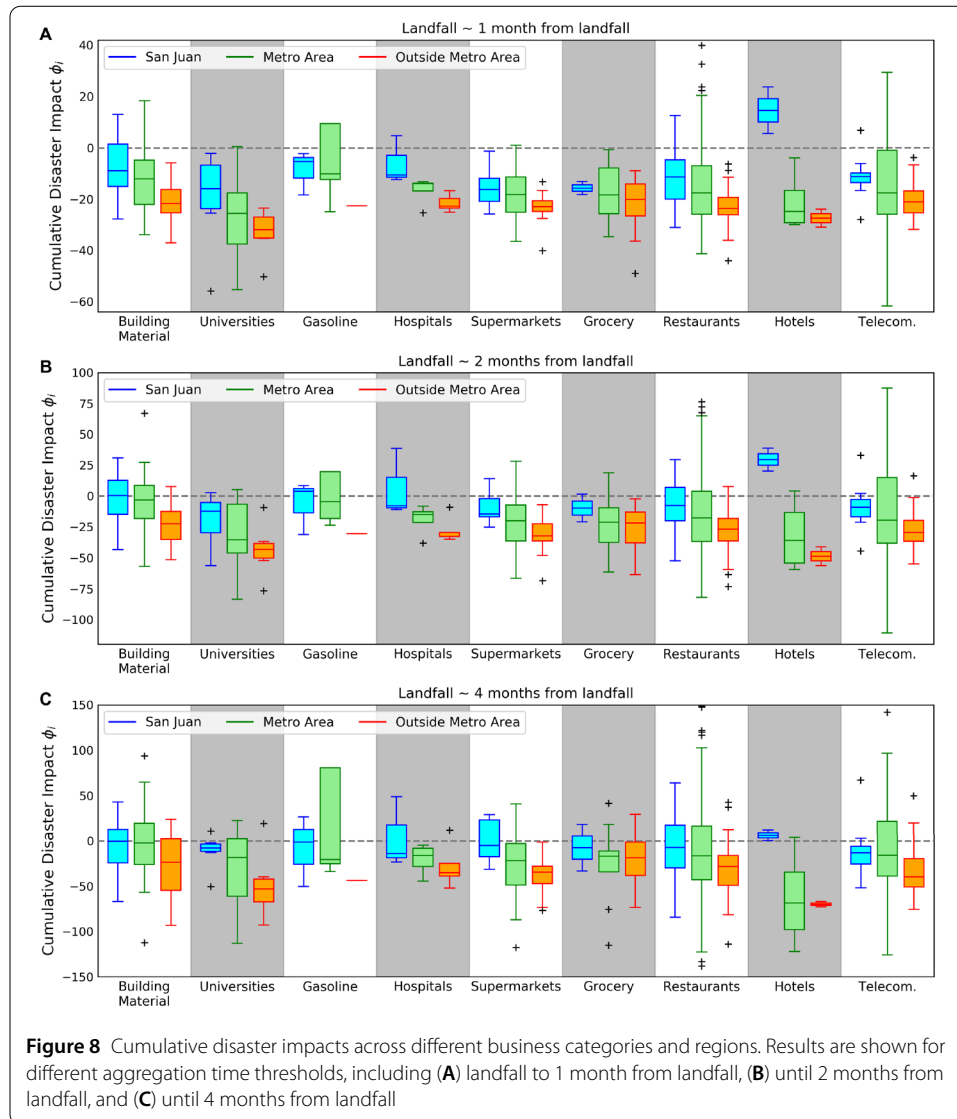 A
Landfall ~ 1 month from landfall
San Juan Metro Area Outside Metro Area
Cumulative Disaster Impact ϕi
40
20
0
−20
−40
−60
Building Material Universities Gasoline Hospitals Supermarkets Grocery Restaurants Hotels Telecom.
B
Landfall ~ 2 months from landfall
San Juan Metro Area Outside Metro Area
Cumulative Disaster Impact ϕi
100
75
50
25
0
−25
−50
−75
−100
Building Material Universities Gasoline Hospitals Supermarkets Grocery Restaurants Hotels Telecom.
C
Landfall ~ 4 months from landfall
San Juan Metro Area Outside Metro Area
Cumulative Disaster Impact ϕi
150
100
50
0
−50
−100
−150
Building Material Universities Gasoline Hospitals Supermarkets Grocery Restaurants Hotels Telecom.
Figure 8 Cumulative disaster impacts across different business categories and regions. Results are shown for
different aggregation time thresholds, including (A) landfall to 1 month from landfall, (B) until 2 months from
landfall, and (C) until 4 months from landfall